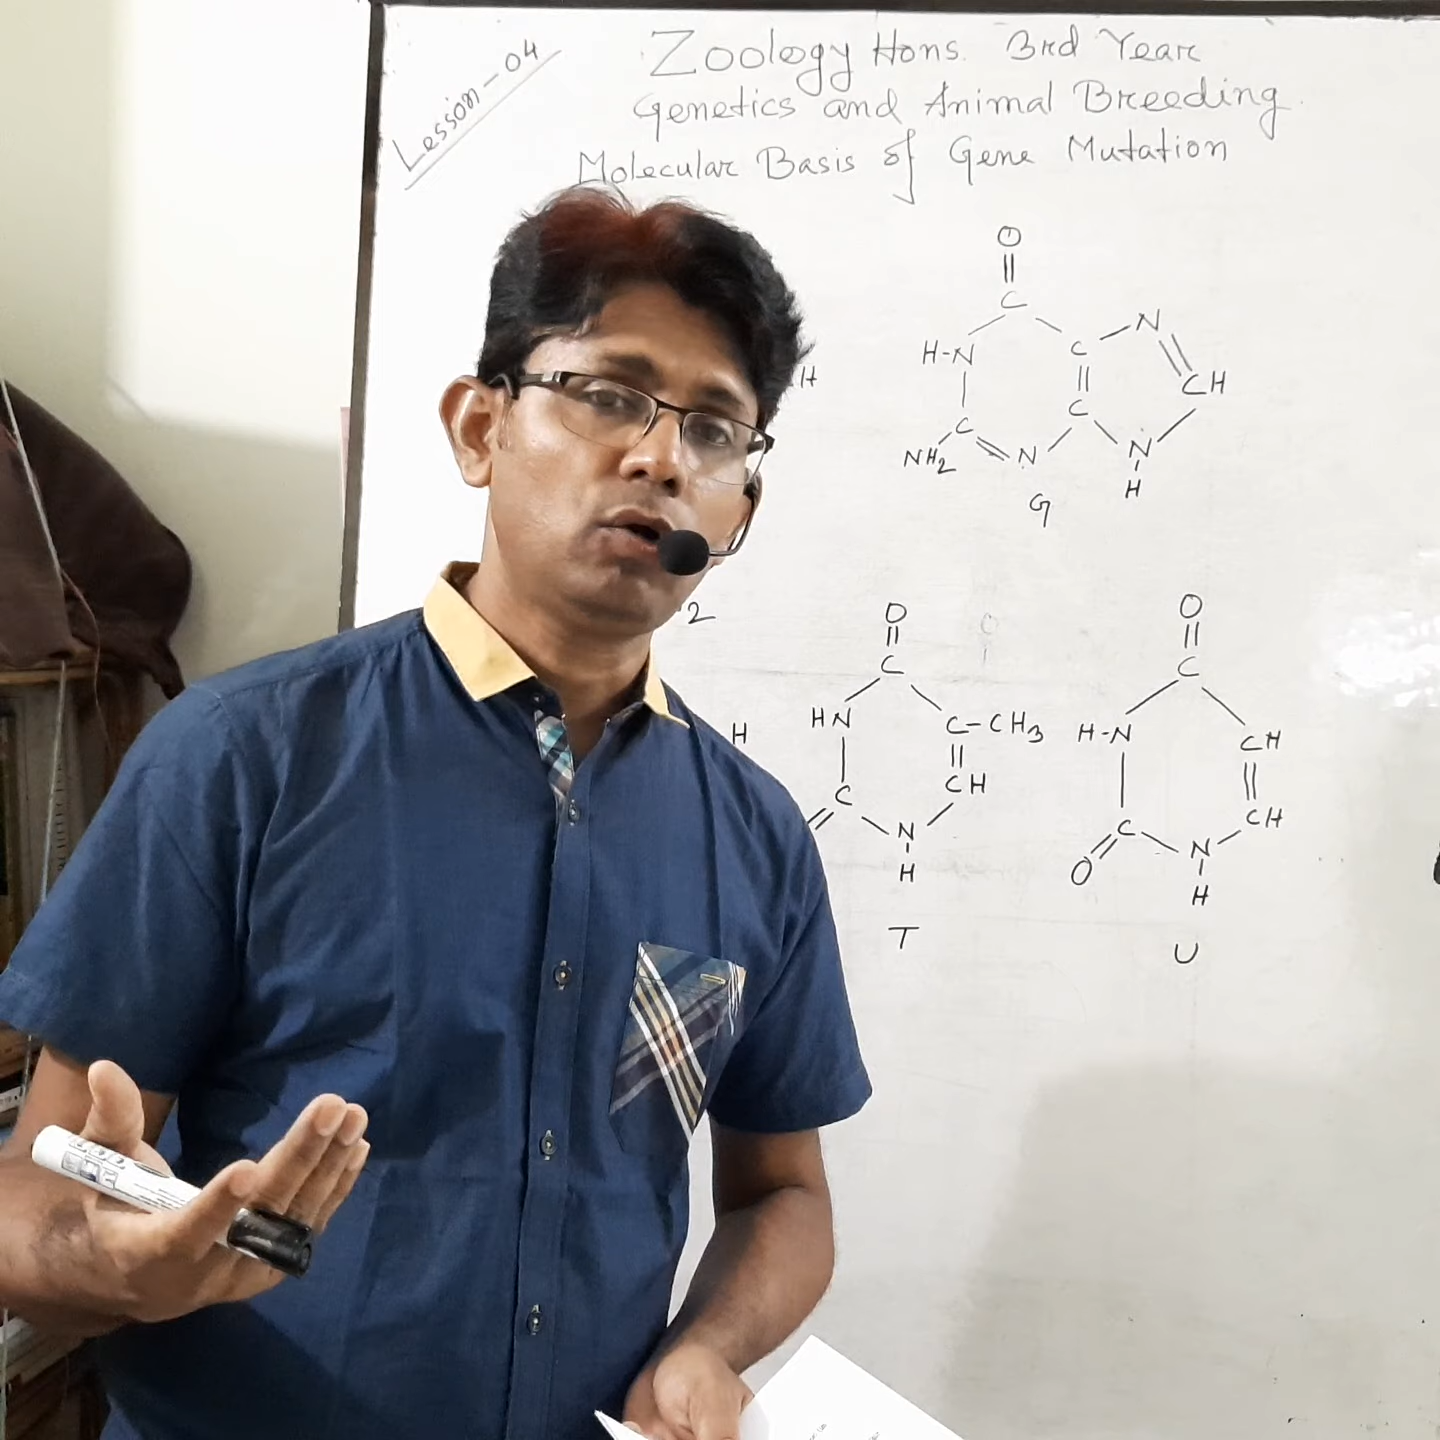 Lesson-04
Zoology Hons. 3rd Year
Genetics and Animal Breeding
Molecular Basis of Gene Mutation
O
C
N
H-N
C
H
CH
C
C
NH2
N
N
H
G
2
O
O
C
C
HN
C-CH3
H
H-N
CH
CH
C
CH
N
C
N
H
O
H
T
U